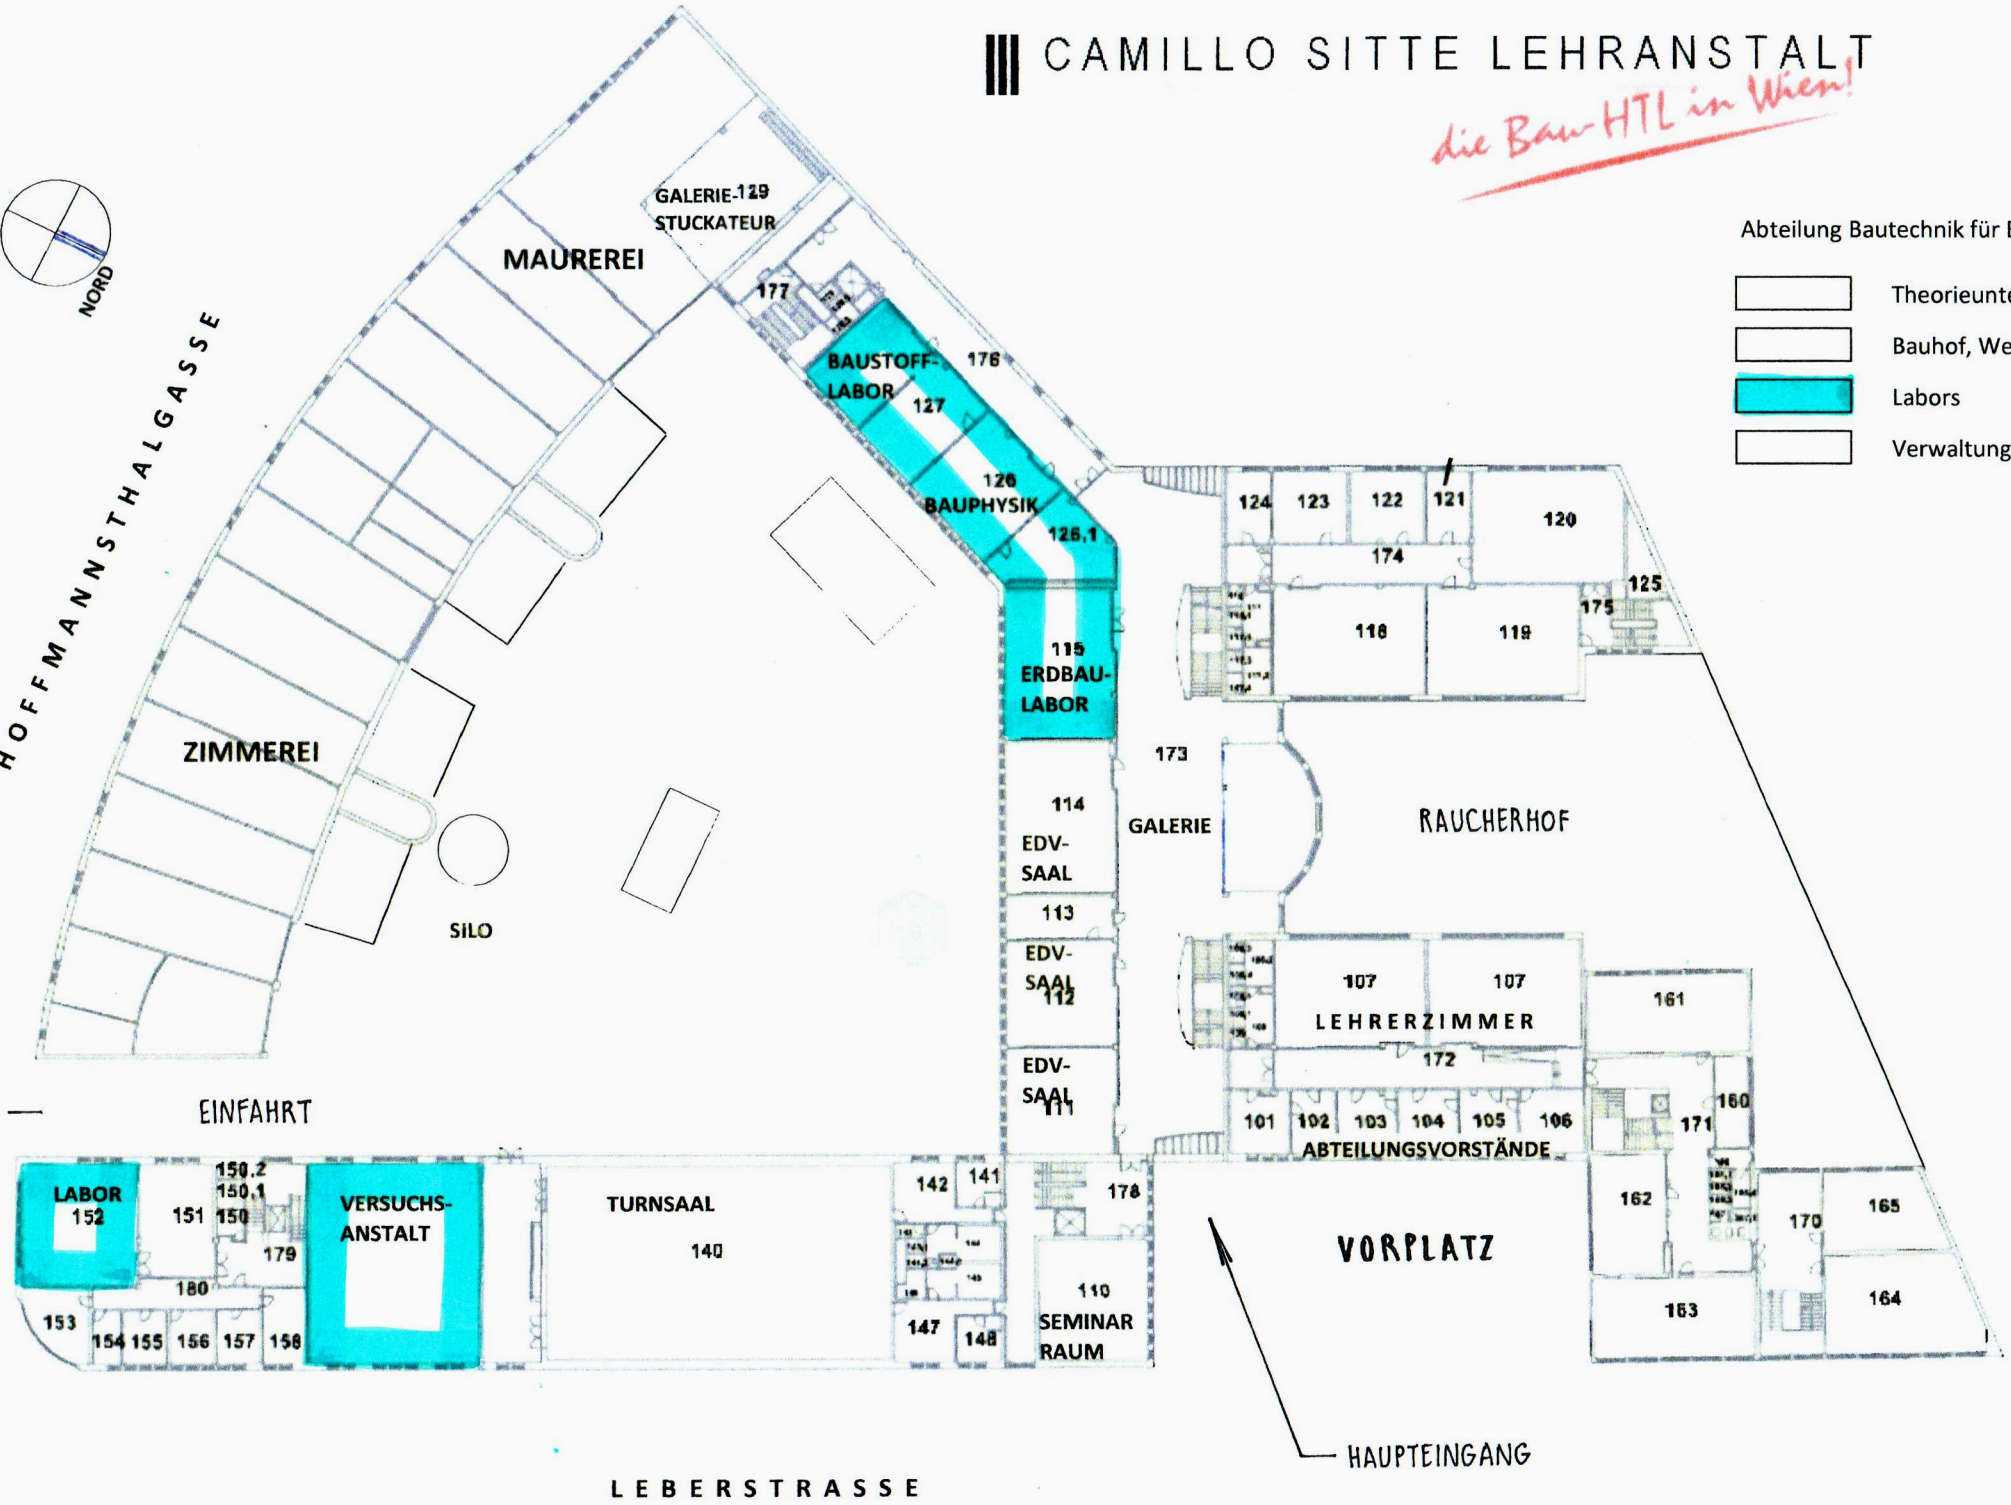 CAMILLO SITTE LEHRANSTALT
die Bau-HTL in Wien!
Abteilung Bautechnik für
Theorieunte
Bauhof, We
Labors
Verwaltung
NORD
HOFFMANNSTHALGASSE
GALERIE-129
STUCKATEUR
MAUREREI
177
BAUSTOFF-
LABOR
127
176
126
BAUPHYSIK
126,1
124
123
122
121
120
174
125
175
118
119
115
ERDBAU-
LABOR
173
GALERIE
114
EDV-
SAAL
113
EDV-
SAAL
112
EDV-
SAAL
111
RAUCHERHOF
ZIMMEREI
SILO
107
107
LEHRERZIMMER
172
101
102
103
104
105
106
ABTEILUNGSVORSTÄNDE
161
160
171
162
163
170
165
164
EINFAHRT
LABOR
152
151
150,2
150,1
150
179
180
153
154
155
156
157
158
VERSUCHS-
ANSTALT
TURNSAAL
140
142
141
147
148
178
110
SEMINAR
RAUM
VORPLATZ
HAUPTEINGANG
LEBERSTRASSE